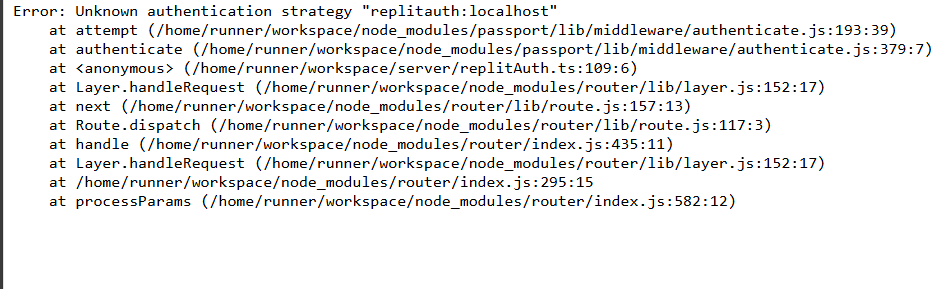 Error: Unknown authentication strategy "replitauth:localhost"
    at attempt (/home/runner/workspace/node_modules/passport/lib/middleware/authenticate.js:193:39)
    at authenticate (/home/runner/workspace/node_modules/passport/lib/middleware/authenticate.js:379:7)
    at <anonymous> (/home/runner/workspace/server/replitAuth.ts:109:6)
    at Layer.handleRequest (/home/runner/workspace/node_modules/router/lib/layer.js:152:17)
    at next (/home/runner/workspace/node_modules/router/lib/route.js:157:13)
    at Route.dispatch (/home/runner/workspace/node_modules/router/lib/route.js:117:3)
    at handle (/home/runner/workspace/node_modules/router/index.js:435:11)
    at Layer.handleRequest (/home/runner/workspace/node_modules/router/lib/layer.js:152:17)
    at /home/runner/workspace/node_modules/router/index.js:295:15
    at processParams (/home/runner/workspace/node_modules/router/index.js:582:12)